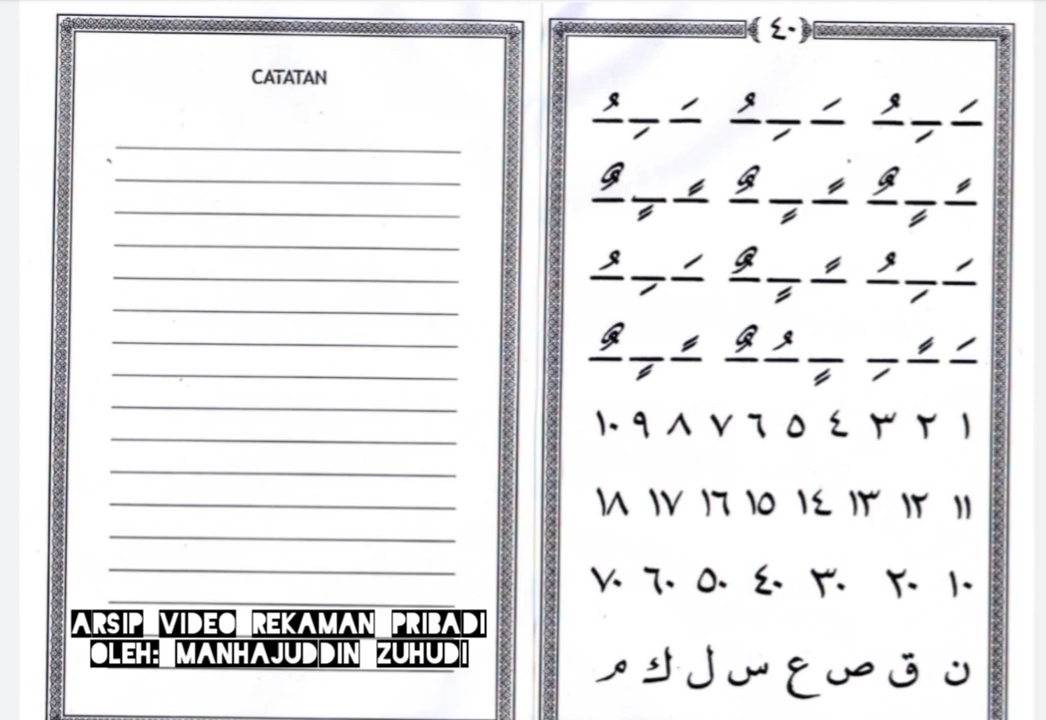 CATATAN
ARSIP VIDEO REKAMAN PRIBADI
OLEH: MANHAJUDDIN ZUHUDI
﴿٤٠﴾
ـَ ـِ ـُ ـَ ـِ ـُ ـَ ـِ ـُ
ـً ـٍ ـٌ ـً ـٍ ـٌ ـً ـٍ ـٌ
ـَ ـِ ـُ ـً ـٍ ـٌ ـَ ـِ ـُ
ـَ ـً ـِ ـٍ ـُ ـٌ ـً ـٍ ـٌ
١ ٢ ٣ ٤ ٥ ٦ ٧ ٨ ٩ ١٠
١١ ١٢ ١٣ ١٤ ١٥ ١٦ ١٧ ١٨
١٠ ٢٠ ٣٠ ٤٠ ٥٠ ٦٠ ٧٠
ن ق ص ع س ل ك م